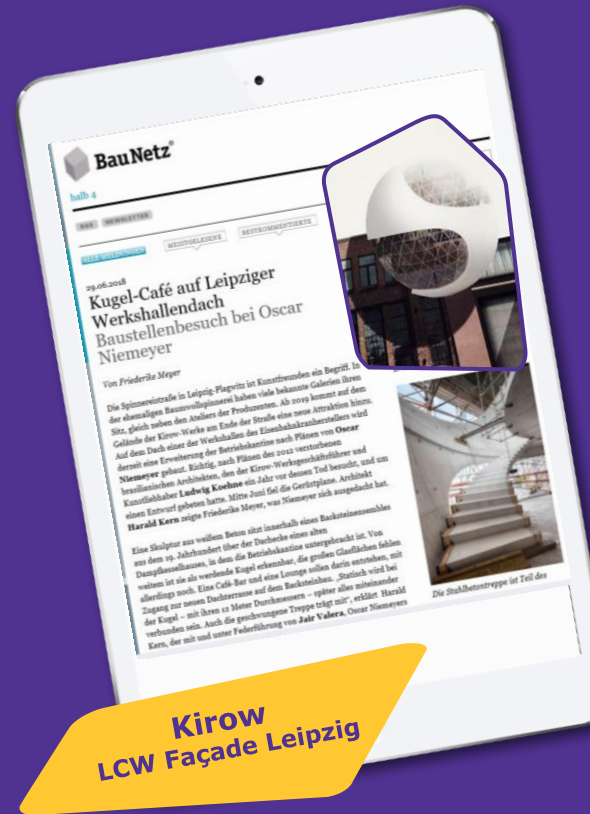 BauNetz®
halb 4
RSS NEWSLETTER
ALLE MELDUNGEN MEISTGELESENE BESTKOMMENTIERTE
29.06.2018
Kugel-Café auf Leipziger
Werkshallendach
Baustellenbesuch bei Oscar
Niemeyer
Von Friederike Meyer
Die Spinnereistraße in Leipzig-Plagwitz ist Kunstfreunden ein Begriff. In
der ehemaligen Baumwollspinnerei haben viele bekannte Galerien ihren
Sitz, gleich neben den Ateliers der Produzenten. Ab 2019 kommt auf dem
Gelände der Kirow-Werke am Ende der Straße eine neue Attraktion hinzu.
Auf dem Dach einer der Werkshallen des Eisenbahnkranherstellers wird
derzeit eine Erweiterung der Betriebskantine nach Plänen von Oscar
Niemeyer gebaut. Richtig, nach Plänen des 2012 verstorbenen
brasilianischen Architekten, den der Kirow-Werksgeschäftsführer und
Kunstliebhaber Ludwig Koehne ein Jahr vor dessen Tod besucht, und um
einen Entwurf gebeten hatte. Mitte Juni fiel die Gerüstplane. Architekt
Harald Kern zeigte Friederike Meyer, was Niemeyer sich ausgedacht hat.
Eine Skulptur aus weißem Beton sitzt innerhalb eines Backsteinensembles
aus dem 19. Jahrhundert über der Dachecke eines alten
Dampfkesselhauses, in dem die Betriebskantine untergebracht ist. Von
weitem ist sie als werdende Kugel erkennbar, die großen Glasflächen fehlen
allerdings noch. Eine Café-Bar und eine Lounge sollen darin entstehen, mit
Zugang zur neuen Dachterrasse auf dem Backsteinbau. „Statisch wird bei
der Kugel – mit ihren 12 Meter Durchmessern – später alles miteinander
verbunden sein. Auch die geschwungene Treppe trägt mit“, erklärt Harald
Kern, der mit und unter Federführung von Jair Valera, Oscar Niemeyers
Die Stahlbetontreppe ist Teil des
Kirow
LCW Façade Leipzig